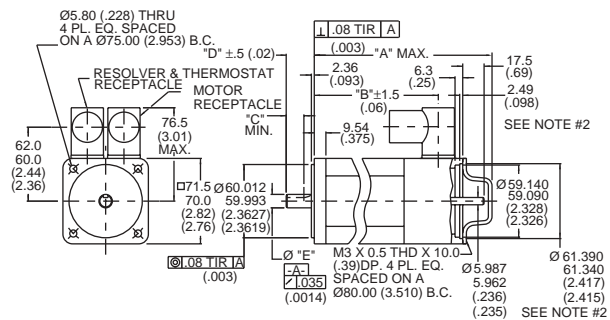 Ø5.80 (.228) THRU
4 PL. EQ. SPACED
ON A Ø75.00 (2.953) B.C.
RESOLVER & THERMOSTAT
RECEPTACLE
MOTOR
RECEPTACLE
76.5
(3.01)
MAX.
62.0
60.0
(2.44)
(2.36)
□71.5
70.0
(2.82)
(2.76)
"D" ±.5 (.02)
⊥ .08 TIR A
(.003)
"A" MAX.
2.36
(.093)
6.3
(.25)
17.5
(.69)
2.49
(.098)
"B"±1.5
(.06)
SEE NOTE #2
"C"
MIN.
9.54
(.375)
Ø60.012
59.993
(2.3627)
(2.3619)
Ø59.140
59.090
(2.328)
(2.326)
◎ .08 TIR A
(.003)
Ø "E"
-A-
↗ .035
(.0014)
M3 X 0.5 THD X 10.0
(.39)DP. 4 PL. EQ.
SPACED ON A
Ø80.00 (3.510) B.C.
Ø5.987
5.962
(.236)
(.235)
Ø 61.390
61.340
(2.417)
(2.415)
SEE NOTE #2